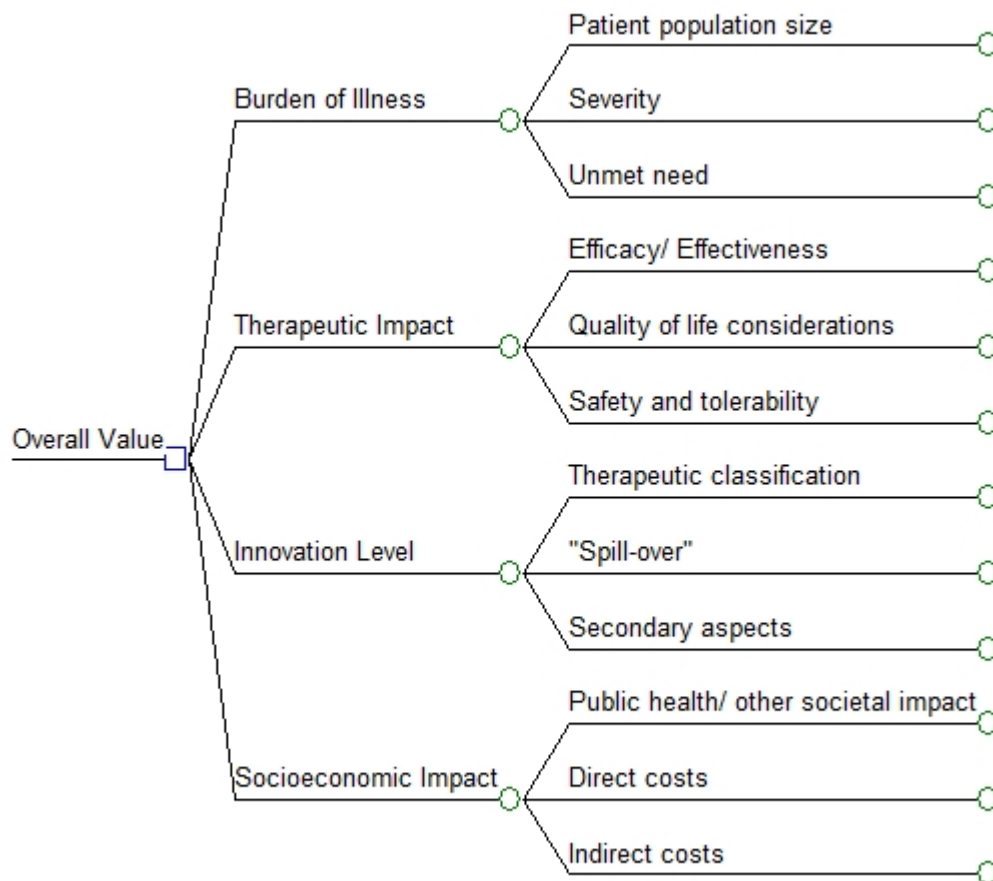 Patient population size
Burden of Illness
Severity
Unmet need
Efficacy/ Effectiveness
Therapeutic Impact
Quality of life considerations
Safety and tolerability
Overall Value
Therapeutic classification
Innovation Level
"Spill-over"
Secondary aspects
Public health/ other societal impact
Socioeconomic Impact
Direct costs
Indirect costs